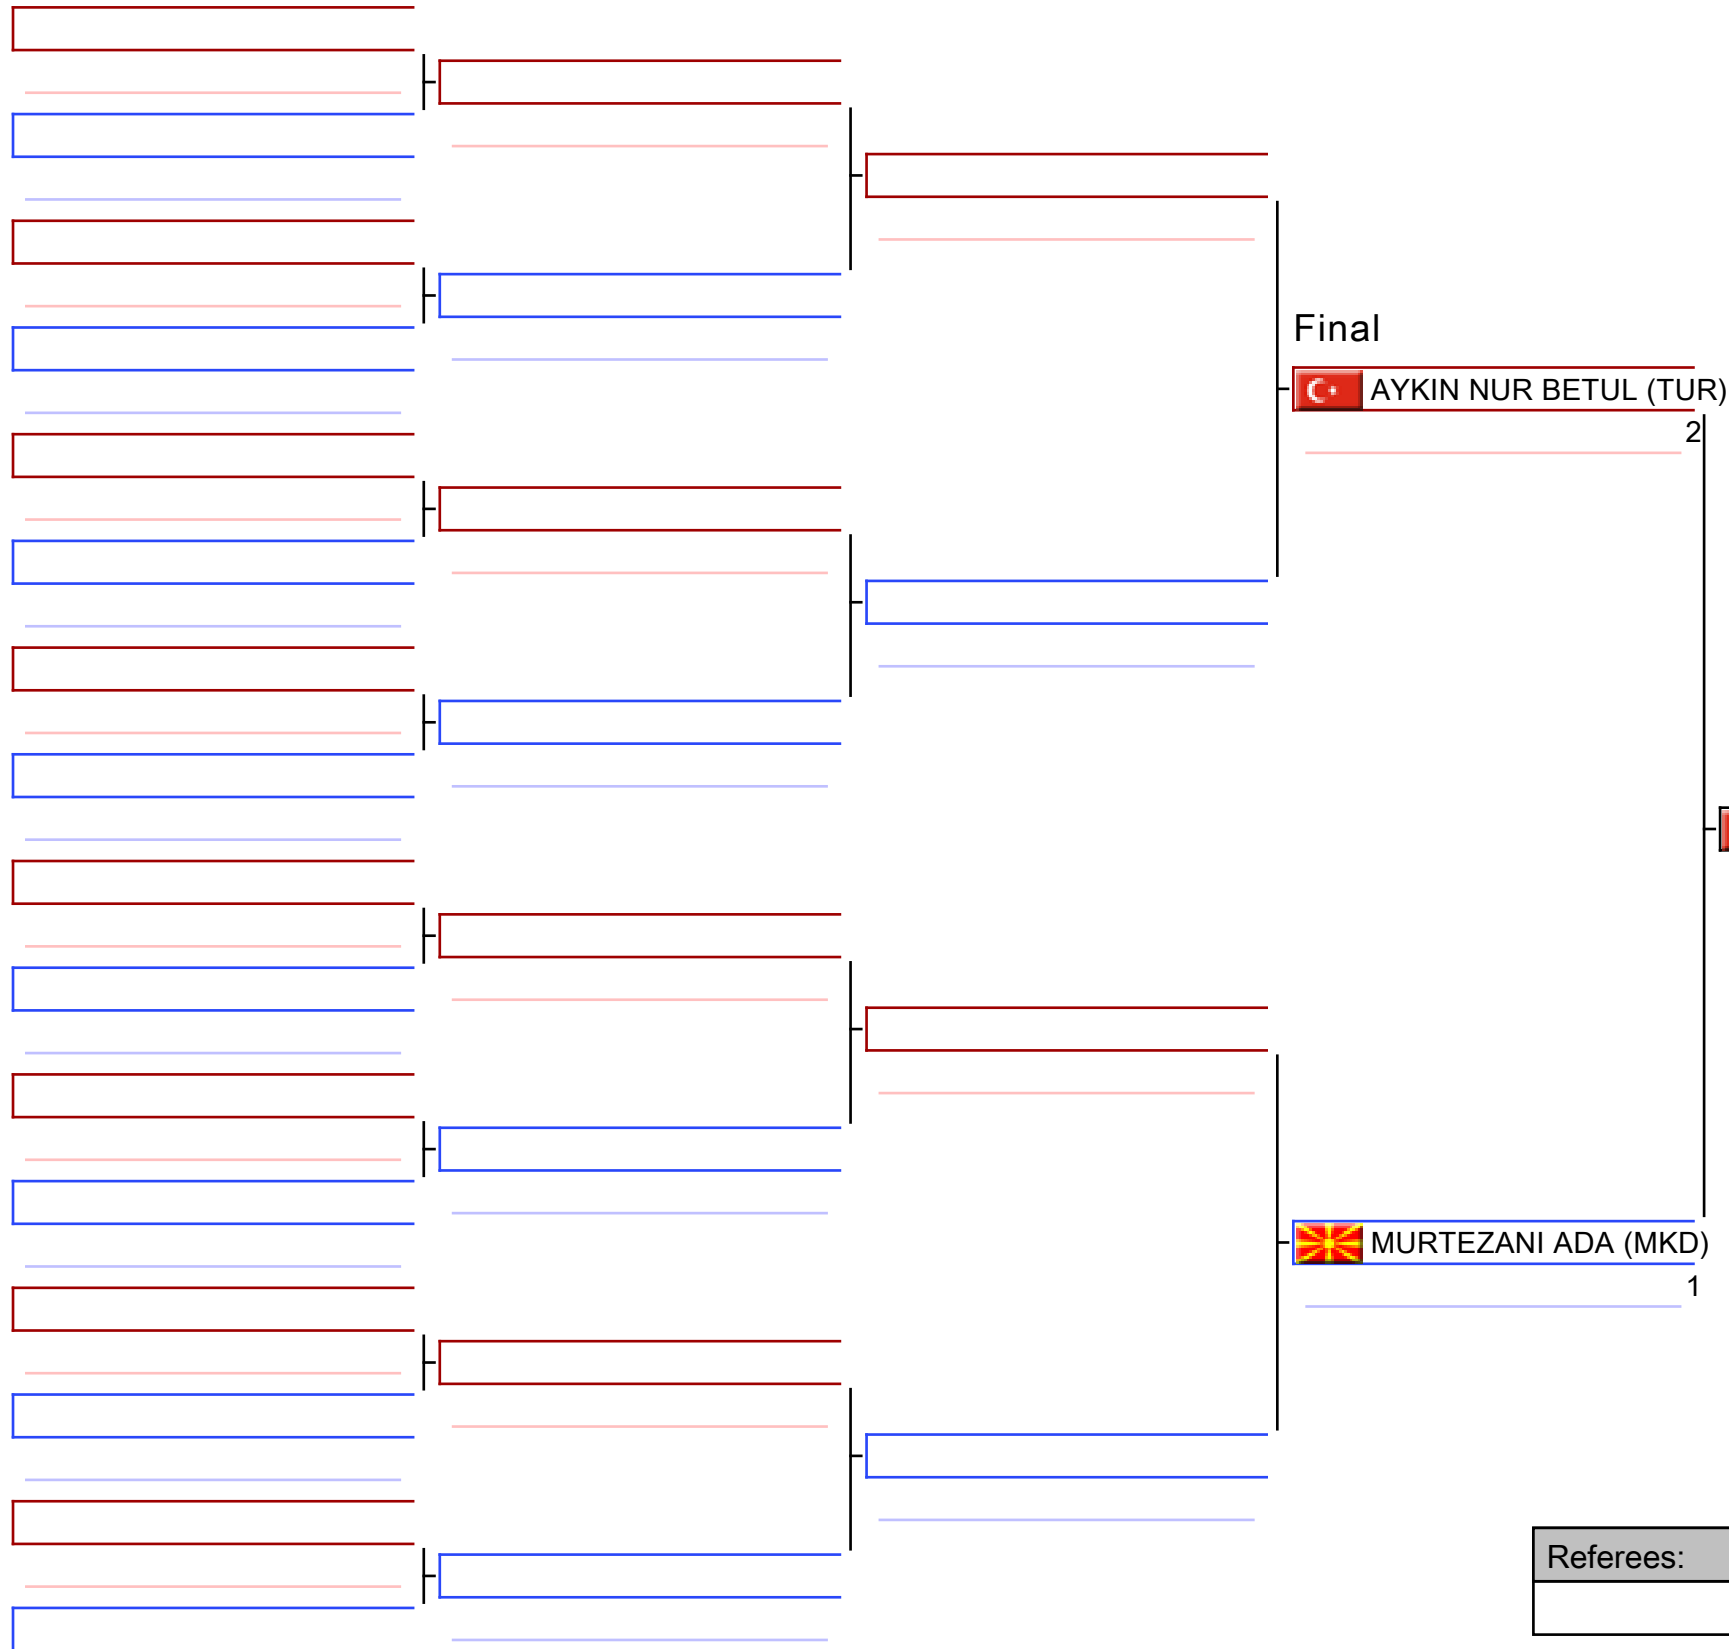 Final
AYKIN NUR BETUL (TUR)
2
MURTEZANI ADA (MKD)
1
Referees: